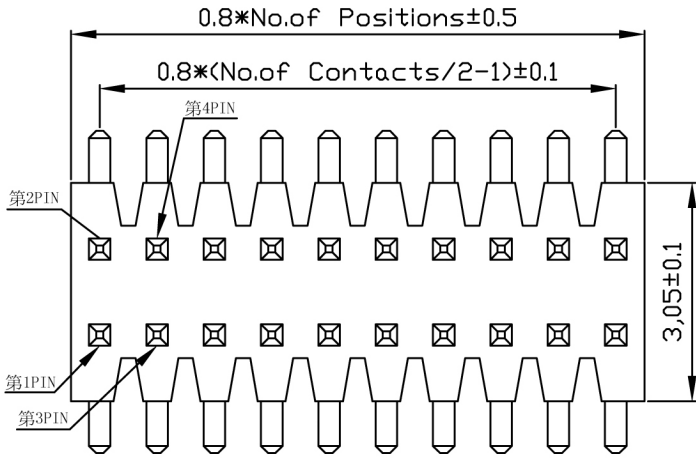 0.8*No.of Positions±0.5
0.8*(No.of Contacts/2-1)±0.1
第4PIN
第2PIN
3,05±0.1
第1PIN
第3PIN